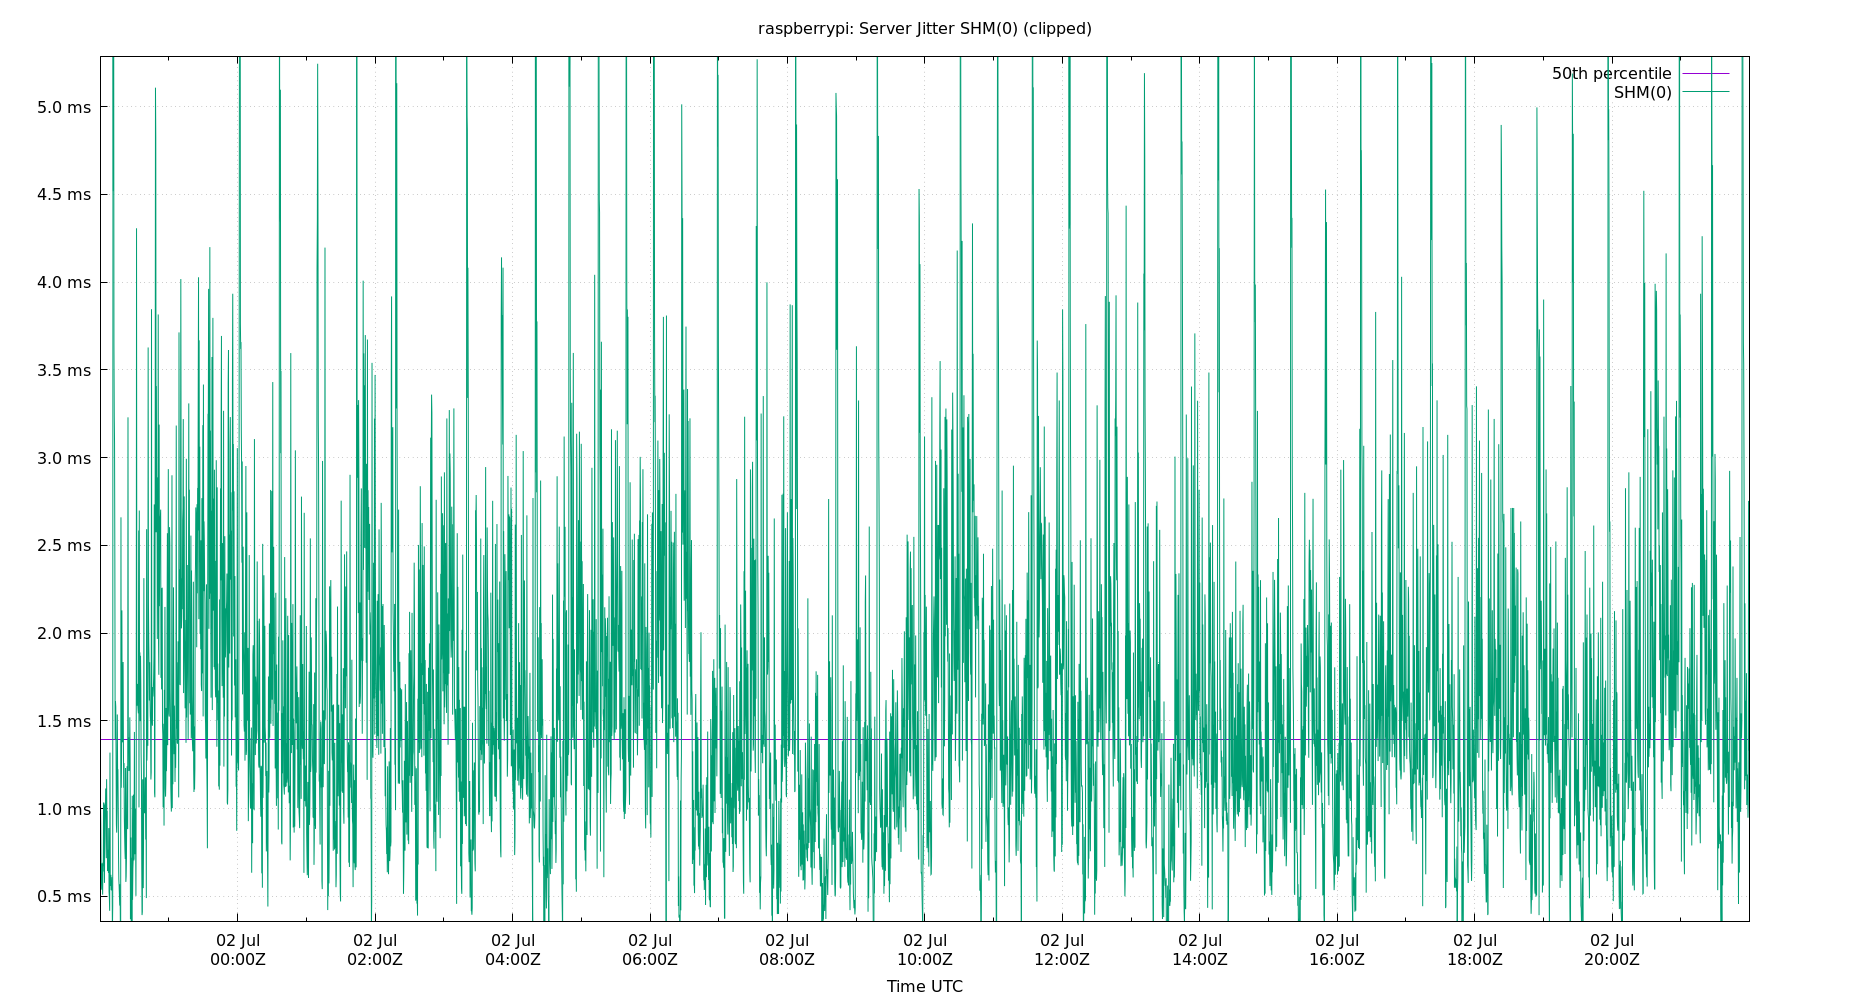 raspberrypi: Server Jitter SHM(0) (clipped)
50th percentile
SHM(0)
5.0 ms
4.5 ms
4.0 ms
3.5 ms
3.0 ms
2.5 ms
2.0 ms
1.5 ms
1.0 ms
0.5 ms
02 Jul 02 Jul 02 Jul 02 Jul 02 Jul 02 Jul 02 Jul 02 Jul 02 Jul 02 Jul 02 Jul
00:00Z 02:00Z 04:00Z 06:00Z 08:00Z 10:00Z 12:00Z 14:00Z 16:00Z 18:00Z 20:00Z
Time UTC